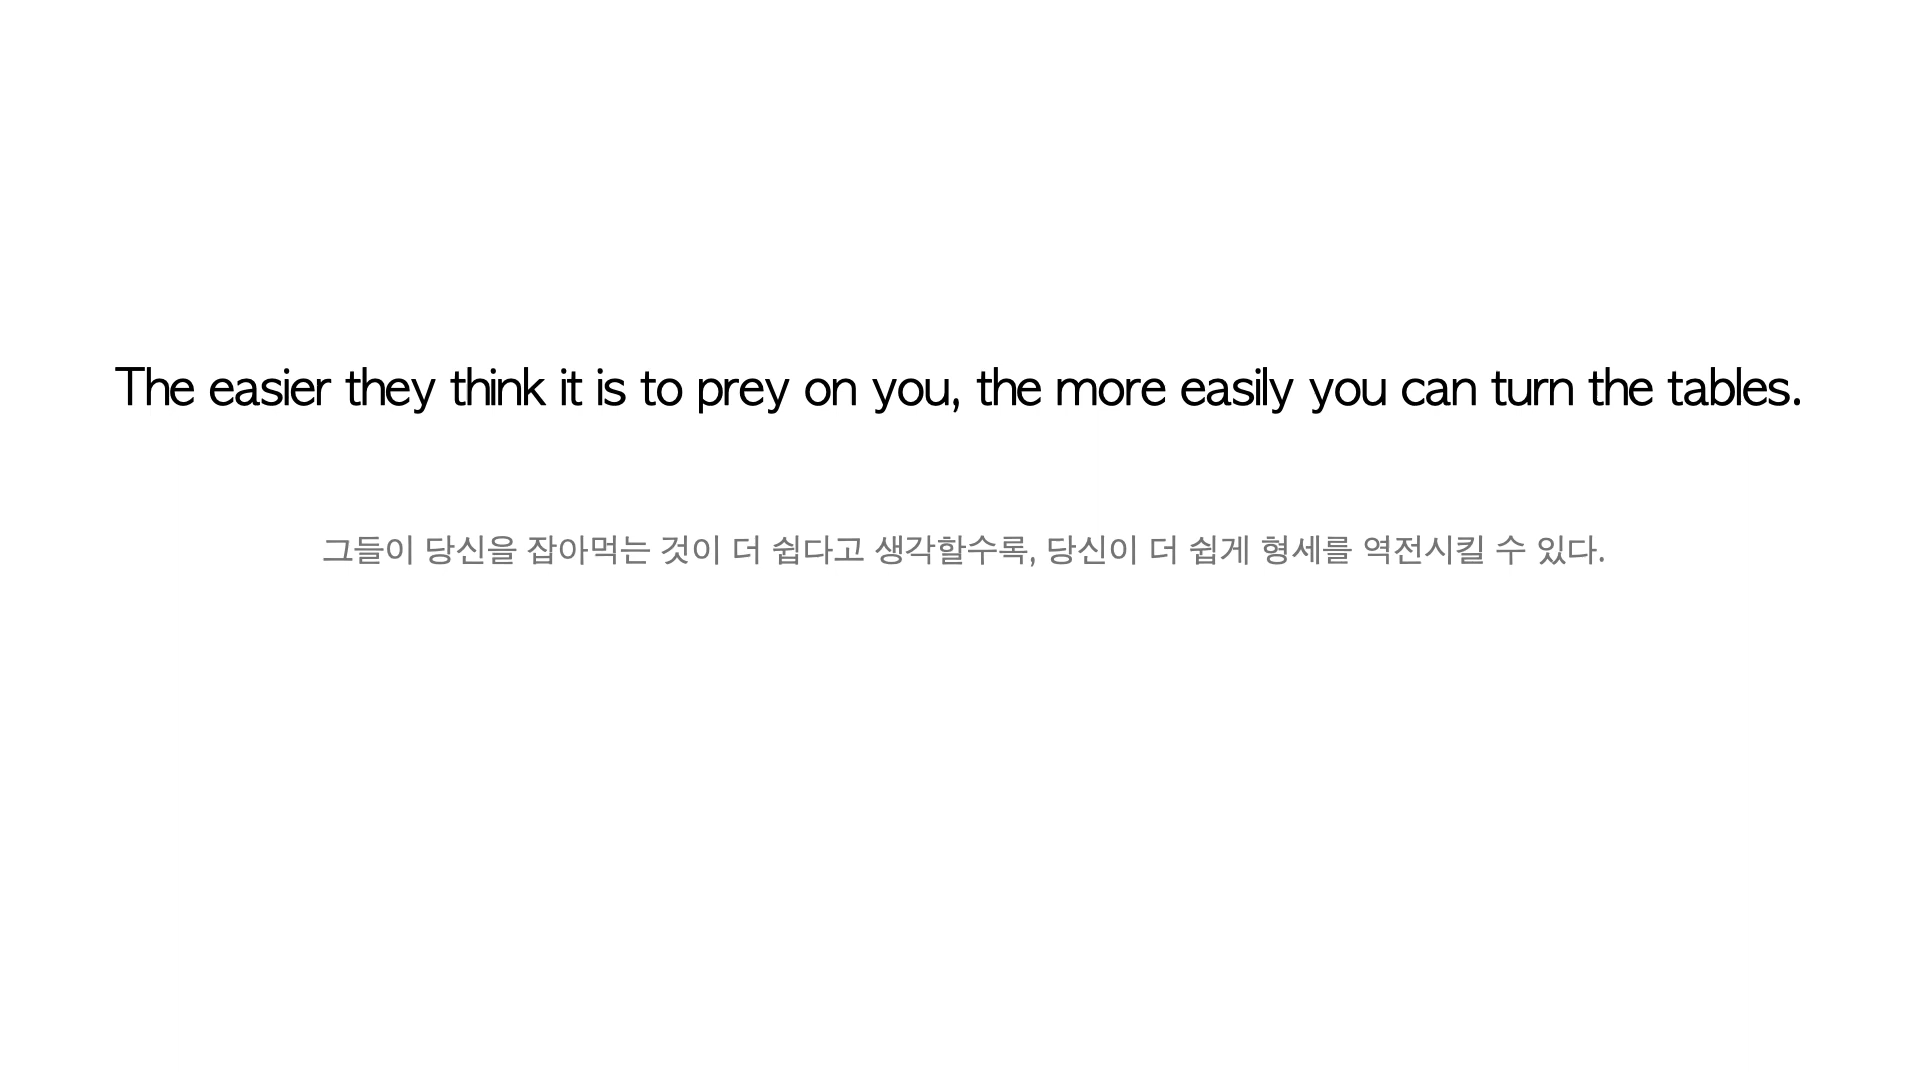 The easier they think it is to prey on you, the more easily you can turn the tables.
그들이 당신을 잡아먹는 것이 더 쉽다고 생각할수록, 당신이 더 쉽게 형세를 역전시킬 수 있다.